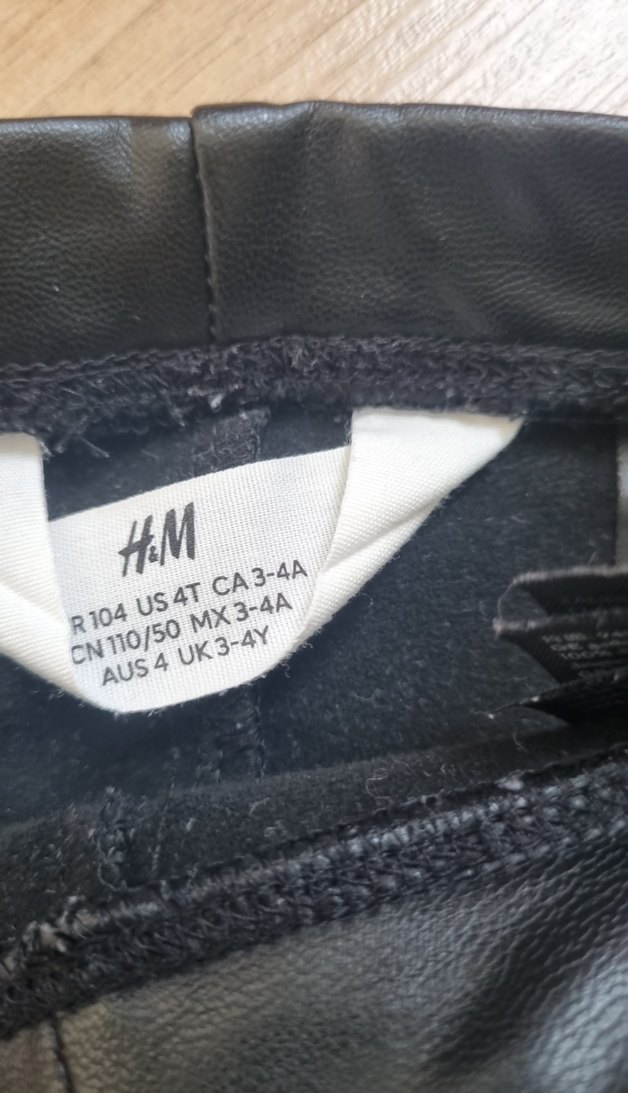 H&M
R 104 US 4T CA 3-4A
CN 110/50 MX 3-4A
AUS 4 UK 3-4Y